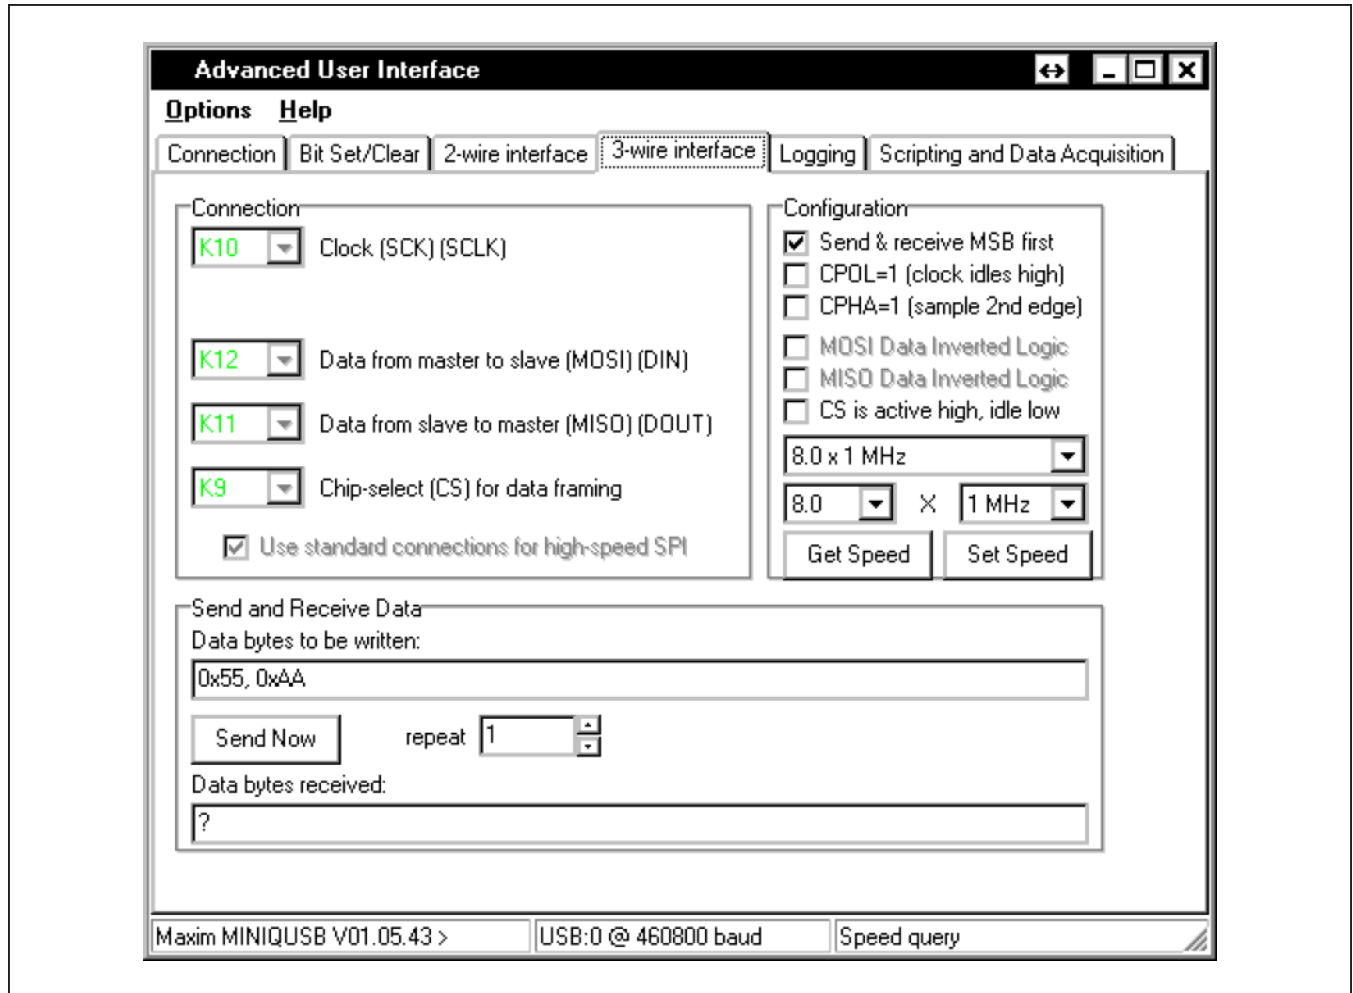 Advanced User Interface
Options Help
Connection Bit Set/Clear 2-wire interface 3-wire interface Logging Scripting and Data Acquisition
Connection
K10 Clock (SCK) (SCLK)
K12 Data from master to slave (MOSI) (DIN)
K11 Data from slave to master (MISO) (DOUT)
K9 Chip-select (CS) for data framing
Use standard connections for high-speed SPI
Configuration
Send & receive MSB first
CPOL=1 (clock idles high)
CPHA=1 (sample 2nd edge)
MOSI Data Inverted Logic
MISO Data Inverted Logic
CS is active high, idle low
8.0 x 1 MHz
8.0 X 1 MHz
Get Speed Set Speed
Send and Receive Data
Data bytes to be written:
0x55, 0xAA
Send Now repeat 1
Data bytes received:
?
Maxim MINIQUSB V01.05.43 > USB:0 @ 460800 baud Speed query